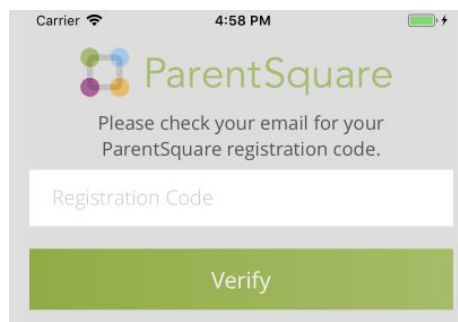 Carrier 4:58 PM
ParentSquare
Please check your email for your
ParentSquare registration code.
Registration Code
Verify